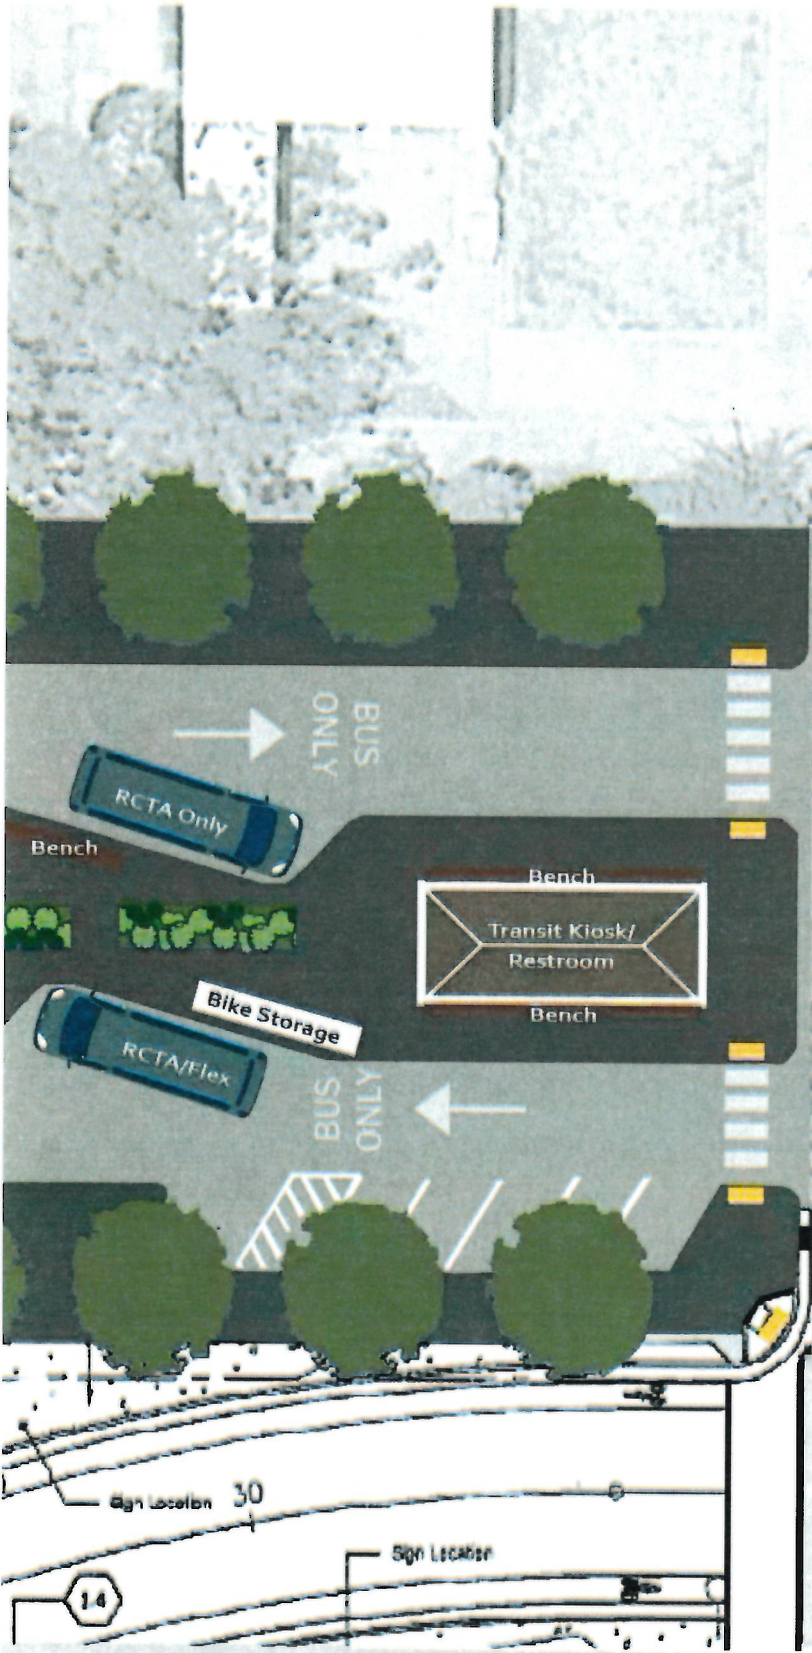 BUS
ONLY
RCTA Only
Bench
Bench
Transit Kiosk/
Restroom
Bench
Bike Storage
RCTA/Flex
BUS
ONLY
Sign Location
30
Sign Location
14